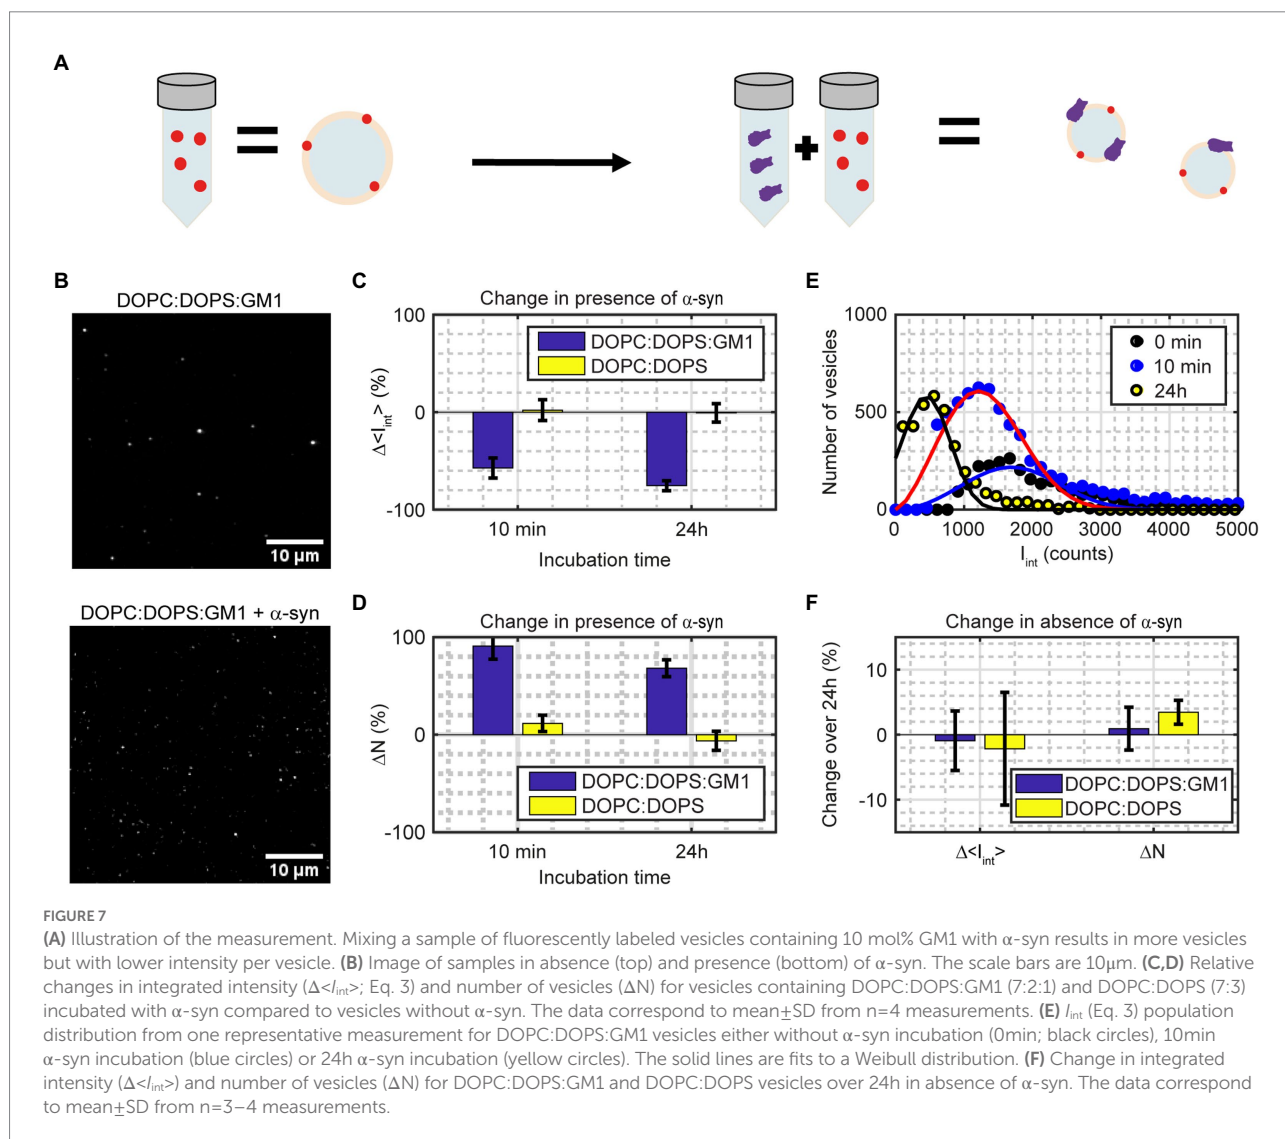 A
B
DOPC:DOPS:GM1
10 µm
DOPC:DOPS:GM1 + α-syn
10 µm
C
Change in presence of α-syn
100
0
-100
Δ<Iint> (%)
DOPC:DOPS:GM1
DOPC:DOPS
10 min
24h
Incubation time
D
Change in presence of α-syn
100
0
-100
ΔN (%)
DOPC:DOPS:GM1
DOPC:DOPS
10 min
24h
Incubation time
E
1000
500
0
Number of vesicles
0 min
10 min
24h
0 1000 2000 3000 4000 5000
Iint (counts)
F
Change in absence of α-syn
10
0
-10
Change over 24h (%)
DOPC:DOPS:GM1
DOPC:DOPS
Δ<Iint>
ΔN
FIGURE 7
(A) Illustration of the measurement. Mixing a sample of fluorescently labeled vesicles containing 10 mol% GM1 with α-syn results in more vesicles
but with lower intensity per vesicle. (B) Image of samples in absence (top) and presence (bottom) of α-syn. The scale bars are 10µm. (C,D) Relative
changes in integrated intensity (Δ<Iint>; Eq. 3) and number of vesicles (ΔN) for vesicles containing DOPC:DOPS:GM1 (7:2:1) and DOPC:DOPS (7:3)
incubated with α-syn compared to vesicles without α-syn. The data correspond to mean±SD from n=4 measurements. (E) Iint (Eq. 3) population
distribution from one representative measurement for DOPC:DOPS:GM1 vesicles either without α-syn incubation (0min; black circles), 10min
α-syn incubation (blue circles) or 24h α-syn incubation (yellow circles). The solid lines are fits to a Weibull distribution. (F) Change in integrated
intensity (Δ<Iint>) and number of vesicles (ΔN) for DOPC:DOPS:GM1 and DOPC:DOPS vesicles over 24h in absence of α-syn. The data correspond
to mean±SD from n=3–4 measurements.